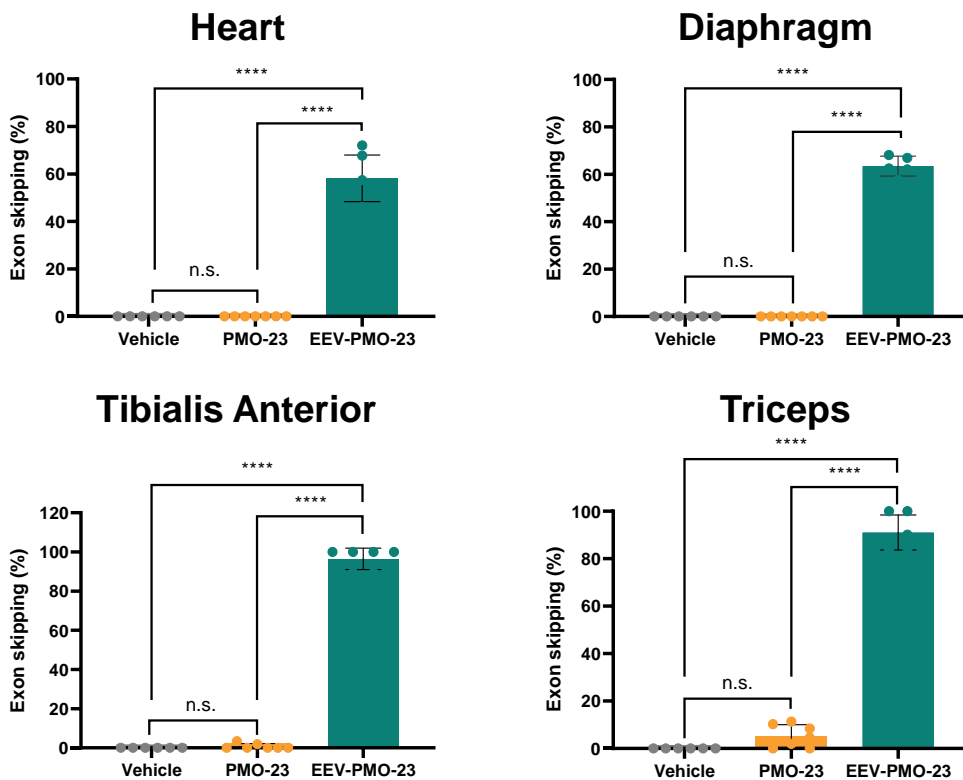 Heart
****
****
n.s.
Exon skipping (%)
100
80
60
40
20
0
Vehicle PMO-23 EEV-PMO-23
Diaphragm
****
****
n.s.
Exon skipping (%)
100
80
60
40
20
0
Vehicle PMO-23 EEV-PMO-23
Tibialis Anterior
****
****
n.s.
Exon skipping (%)
120
100
80
60
40
20
0
Vehicle PMO-23 EEV-PMO-23
Triceps
****
****
n.s.
Exon skipping (%)
100
80
60
40
20
0
Vehicle PMO-23 EEV-PMO-23